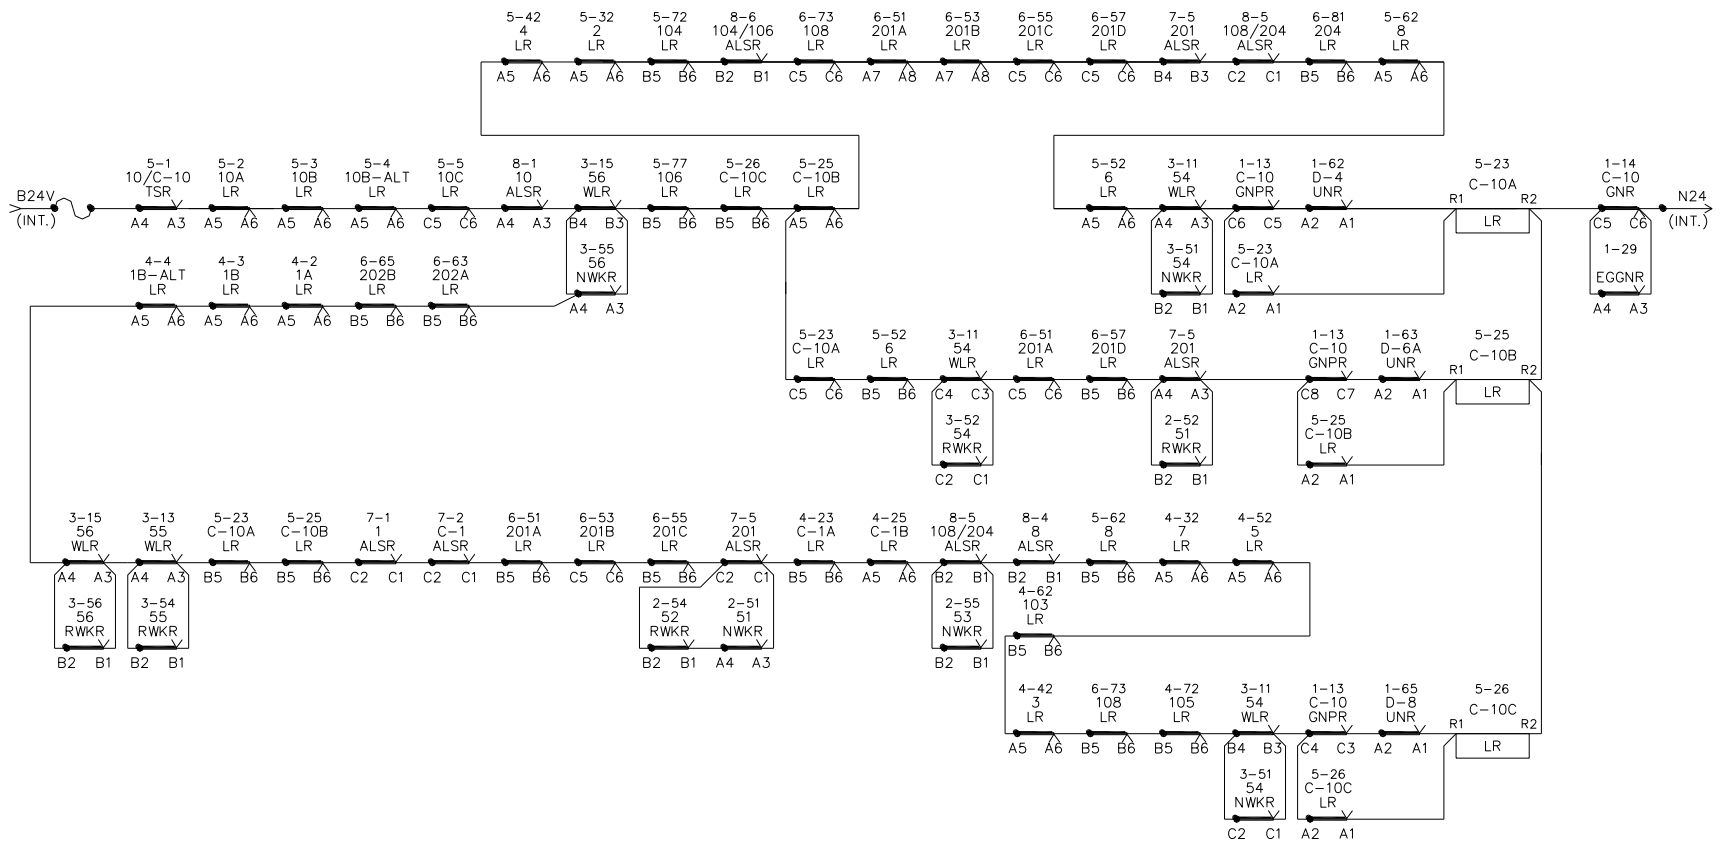 5-42 5-32 5-72 8-6 6-73 6-51 6-53 6-55 6-57 7-5 8-5 6-81 5-62
4 2 104 104/106 108 201A 201B 201C 201D 201 108/204 204 8
LR LR LR ALSR LR LR LR LR LR ALSR ALSR LR LR
A5 A6 A5 A6 B5 B6 B2 B1 C5 C6 A7 A8 A7 A8 C5 C6 C5 C6 B4 B3 C2 C1 B5 B6 A5 A6
5-1 5-2 5-3 5-4 5-5 8-1 3-15 5-77 5-26 5-25 5-52 3-11 1-13 1-62 5-23 1-14
10/C-10 10A 10B 10B-ALT 10C 10 56 106 C-10C C-10B 6 54 C-10 D-4 C-10A C-10
TSR LR LR LR LR ALSR WLR LR LR LR LR WLR GNPR UNR GNR
B24V R1 R2 N24
(INT.) A4 A3 A5 A6 A5 A6 A5 A6 C5 C6 A4 A3 B4 B3 B5 B6 B5 B6 A5 A6 A5 A6 A4 A3 C6 C5 A2 A1 LR C5 C6 (INT.)
4-4 4-3 4-2 6-65 6-63 3-55 3-51 5-23 1-29
1B-ALT 1B 1A 202B 202A 56 54 C-10A
LR LR LR LR LR NWKR NWKR LR EGGNR
A5 A6 A5 A6 A5 A6 B5 B6 B5 B6 A4 A3 B2 B1 A2 A1 A4 A3
5-23 5-52 3-11 6-51 6-57 7-5 1-13 1-63 5-25
C-10A 6 54 201A 201D 201 C-10 D-6A C-10B
LR LR WLR LR LR ALSR GNPR UNR R1 R2
C5 C6 B5 B6 C4 C3 C5 C6 B5 B6 A4 A3 C8 C7 A2 A1 LR
3-52 2-52 5-25
54 51 C-10B
RWKR RWKR LR
C2 C1 B2 B1 A2 A1
3-15 3-13 5-23 5-25 7-1 7-2 6-51 6-53 6-55 7-5 4-23 4-25 8-5 8-4 5-62 4-32 4-52
56 55 C-10A C-10B 1 C-1 201A 201B 201C 201 C-1A C-1B 108/204 8 8 7 5
WLR WLR LR LR ALSR ALSR LR LR LR ALSR LR LR ALSR ALSR LR LR LR
A4 A3 A4 A3 B5 B6 B5 B6 C2 C1 C2 C1 B5 B6 C5 C6 B5 B6 C2 C1 B5 B6 A5 A6 B2 B1 B2 B1 B5 B6 A5 A6 A5 A6
3-56 3-54 2-54 2-51 2-55 4-62
56 55 52 51 53 103
RWKR RWKR RWKR NWKR NWKR LR
B2 B1 B2 B1 B2 B1 A4 A3 B2 B1 B5 B6
4-42 6-73 4-72 3-11 1-13 1-65 5-26
3 108 105 54 C-10 D-8 C-10C
LR LR LR WLR GNPR UNR R1 R2
A5 A6 B5 B6 B5 B6 B4 B3 C4 C3 A2 A1 LR
3-51 5-26
54 C-10C
NWKR LR
C2 C1 A2 A1